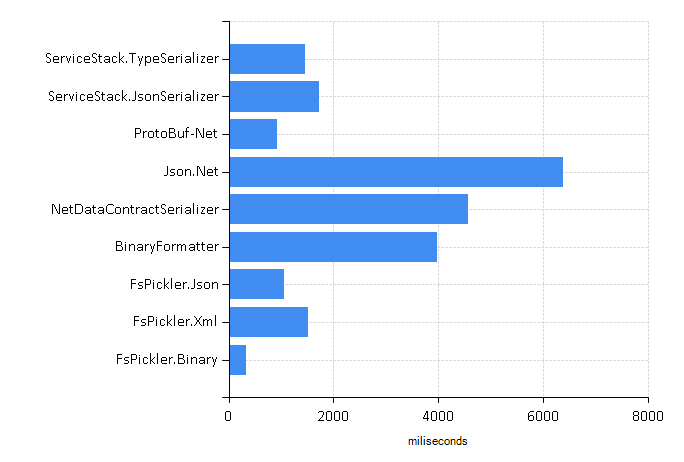 ServiceStack.TypeSerializer
ServiceStack.JsonSerializer
ProtoBuf-Net
Json.Net
NetDataContractSerializer
BinaryFormatter
FsPickler.Json
FsPickler.Xml
FsPickler.Binary
0 2000 4000 6000 8000
miliseconds